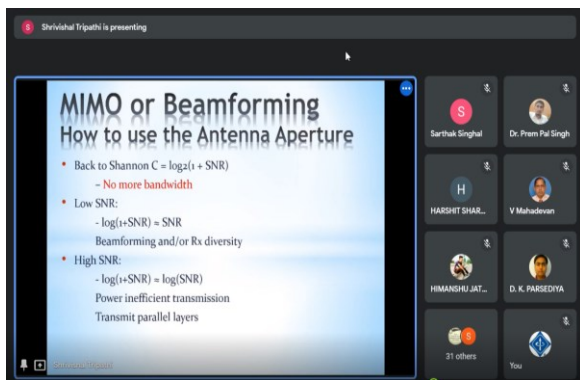 S Shrivishal Tripathi is presenting
MIMO or Beamforming
How to use the Antenna Aperture
• Back to Shannon C = log2(1 + SNR)
– No more bandwidth
• Low SNR:
- log(1+SNR) ≈ SNR
Beamforming and/or Rx diversity
• High SNR:
- log(1+SNR) ≈ log(SNR)
Power inefficient transmission
Transmit parallel layers
Shrivishal Tripathi
S
Sarthak Singhal
Dr. Prem Pal Singh
H
HARSHIT SHAR...
V Mahadevan
HIMANSHU JAT...
D. K. PARSEDIYA
S
31 others
You